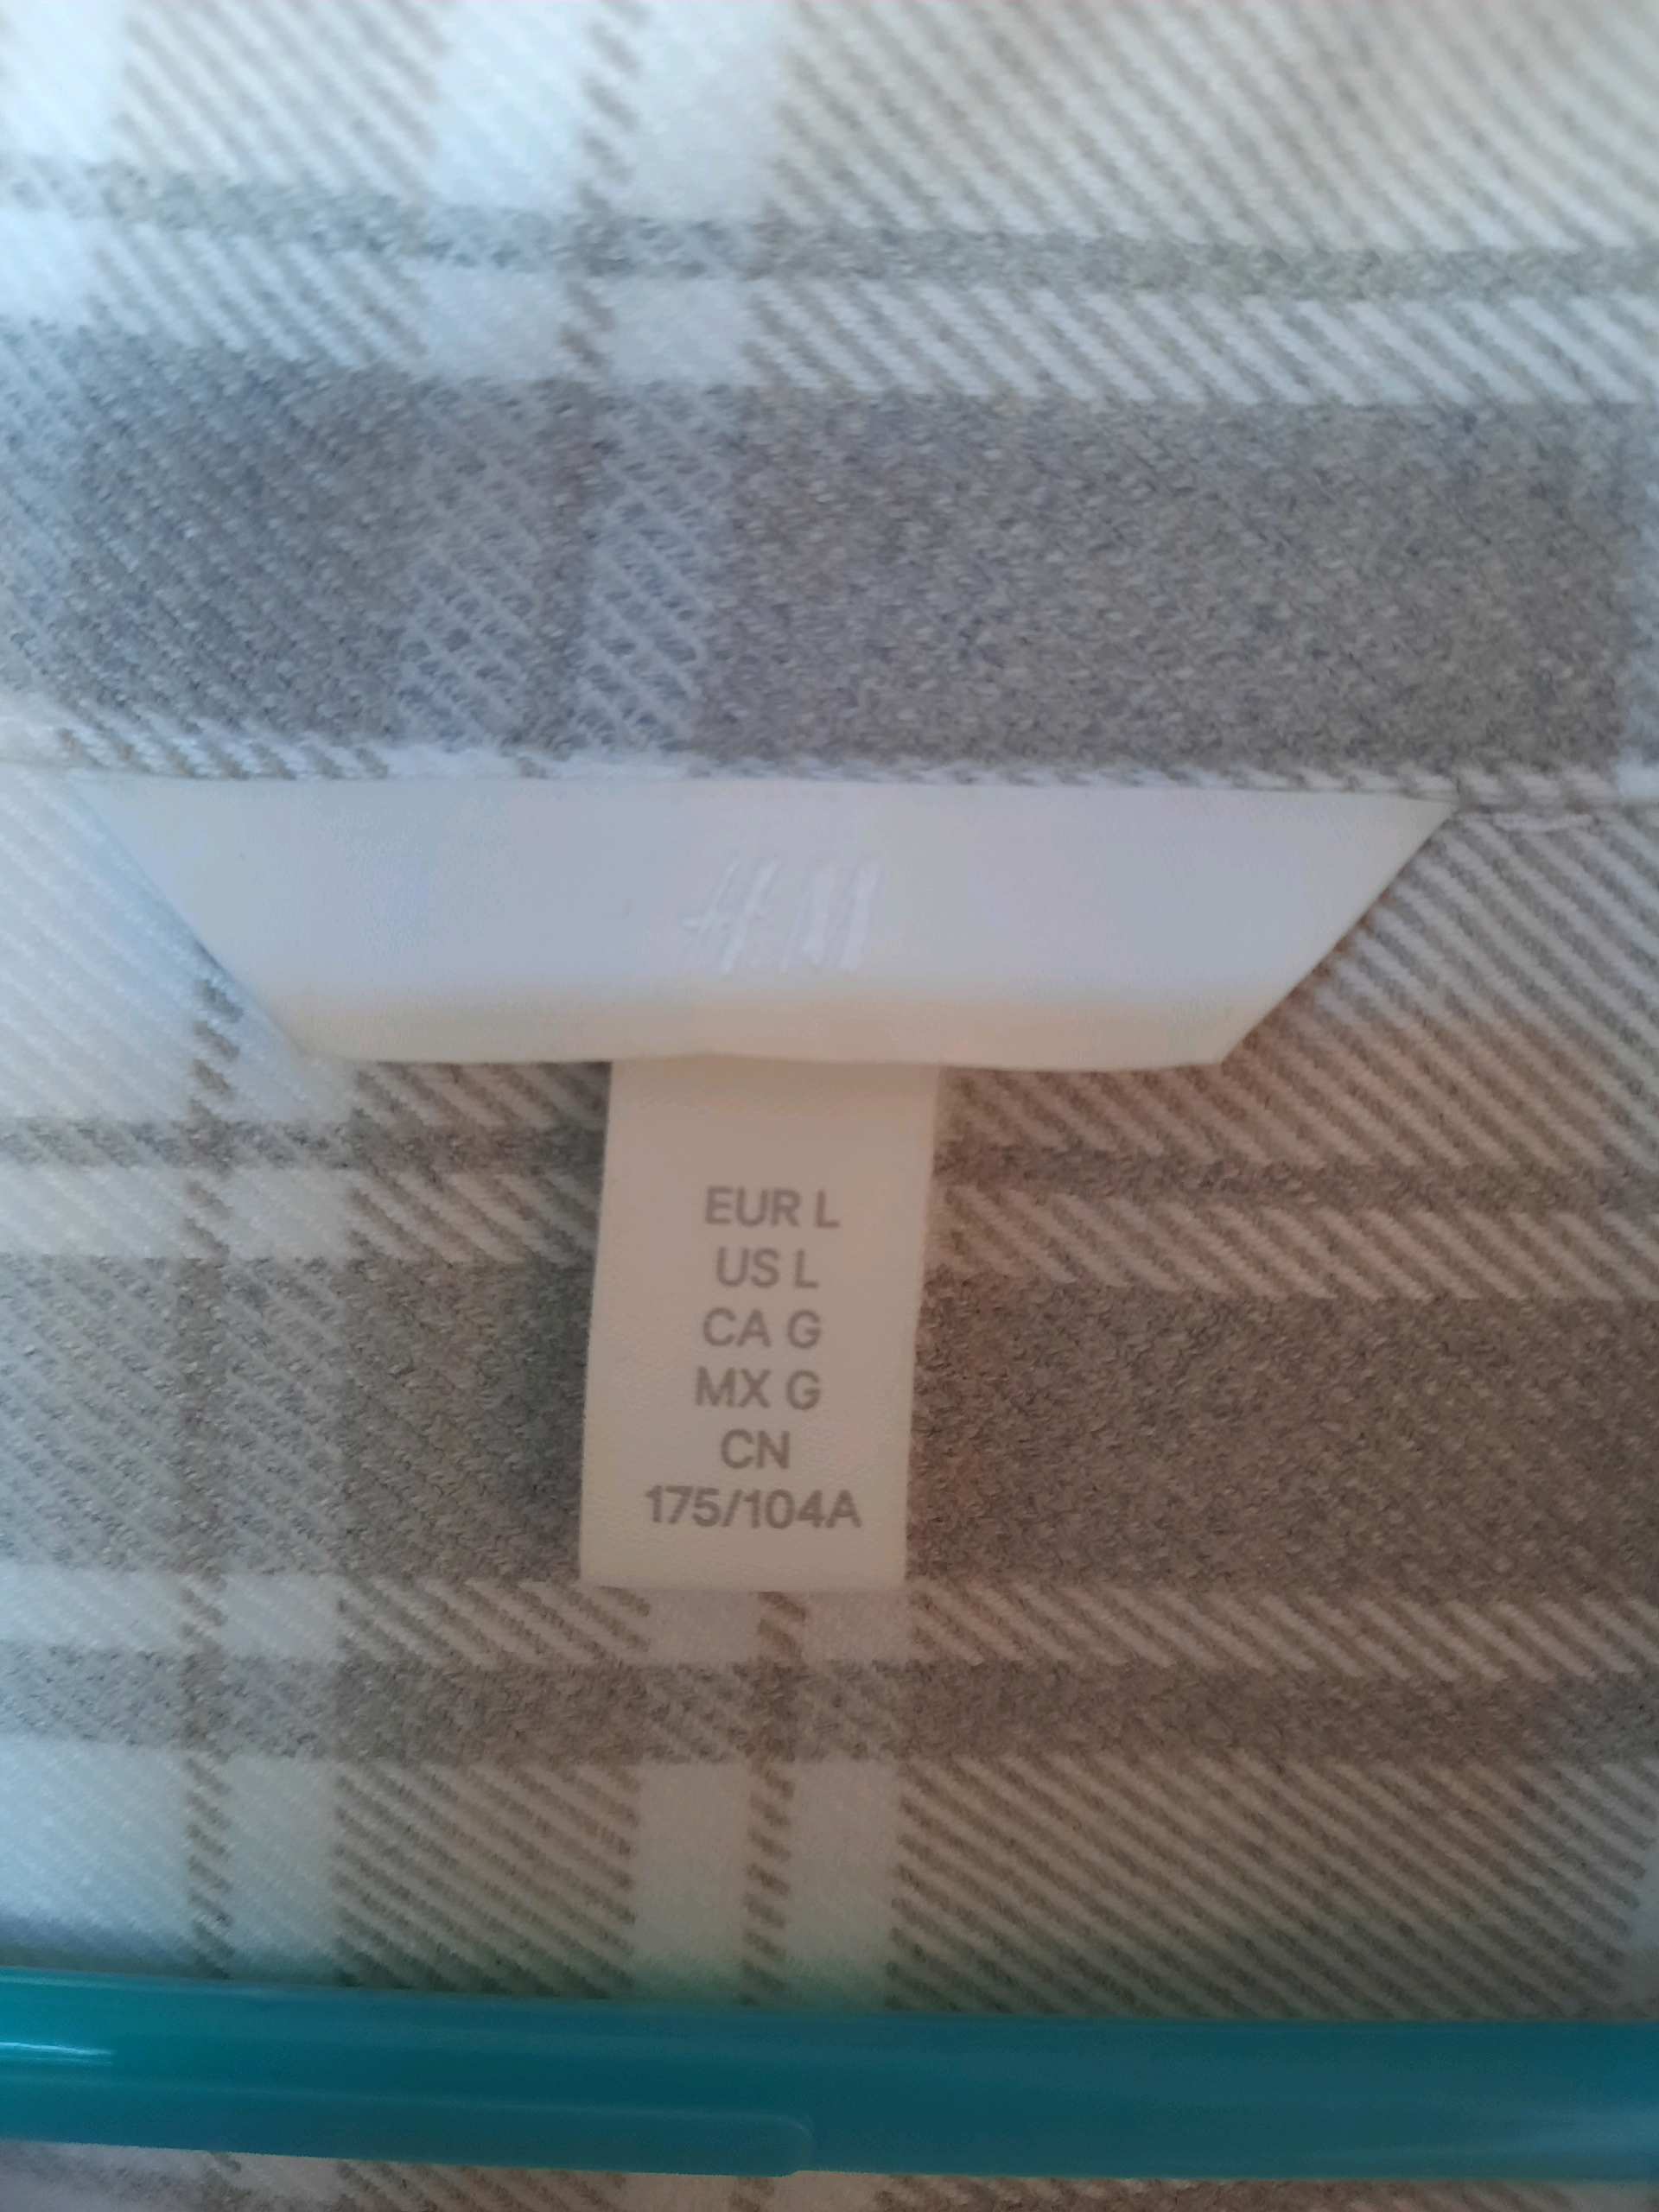 H&M
EUR L
US L
CA G
MX G
CN
175/104A